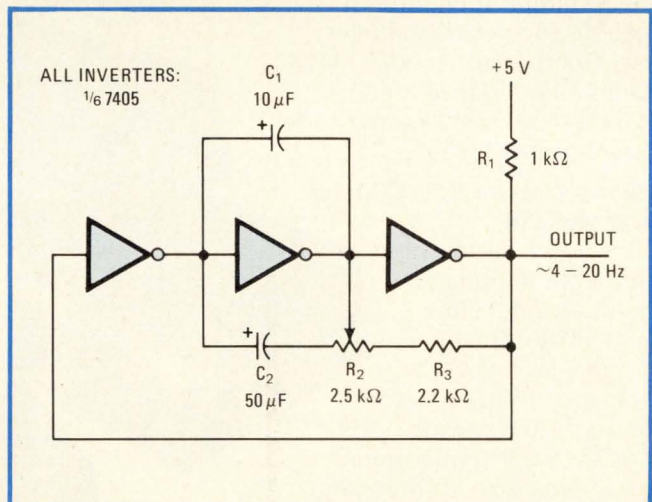 ALL INVERTERS:
1/6 7405
C1
10 μF
+
+5 V
R1
1 kΩ
OUTPUT
~4 – 20 Hz
+
C2
50 μF
R2
2.5 kΩ
R3
2.2 kΩ